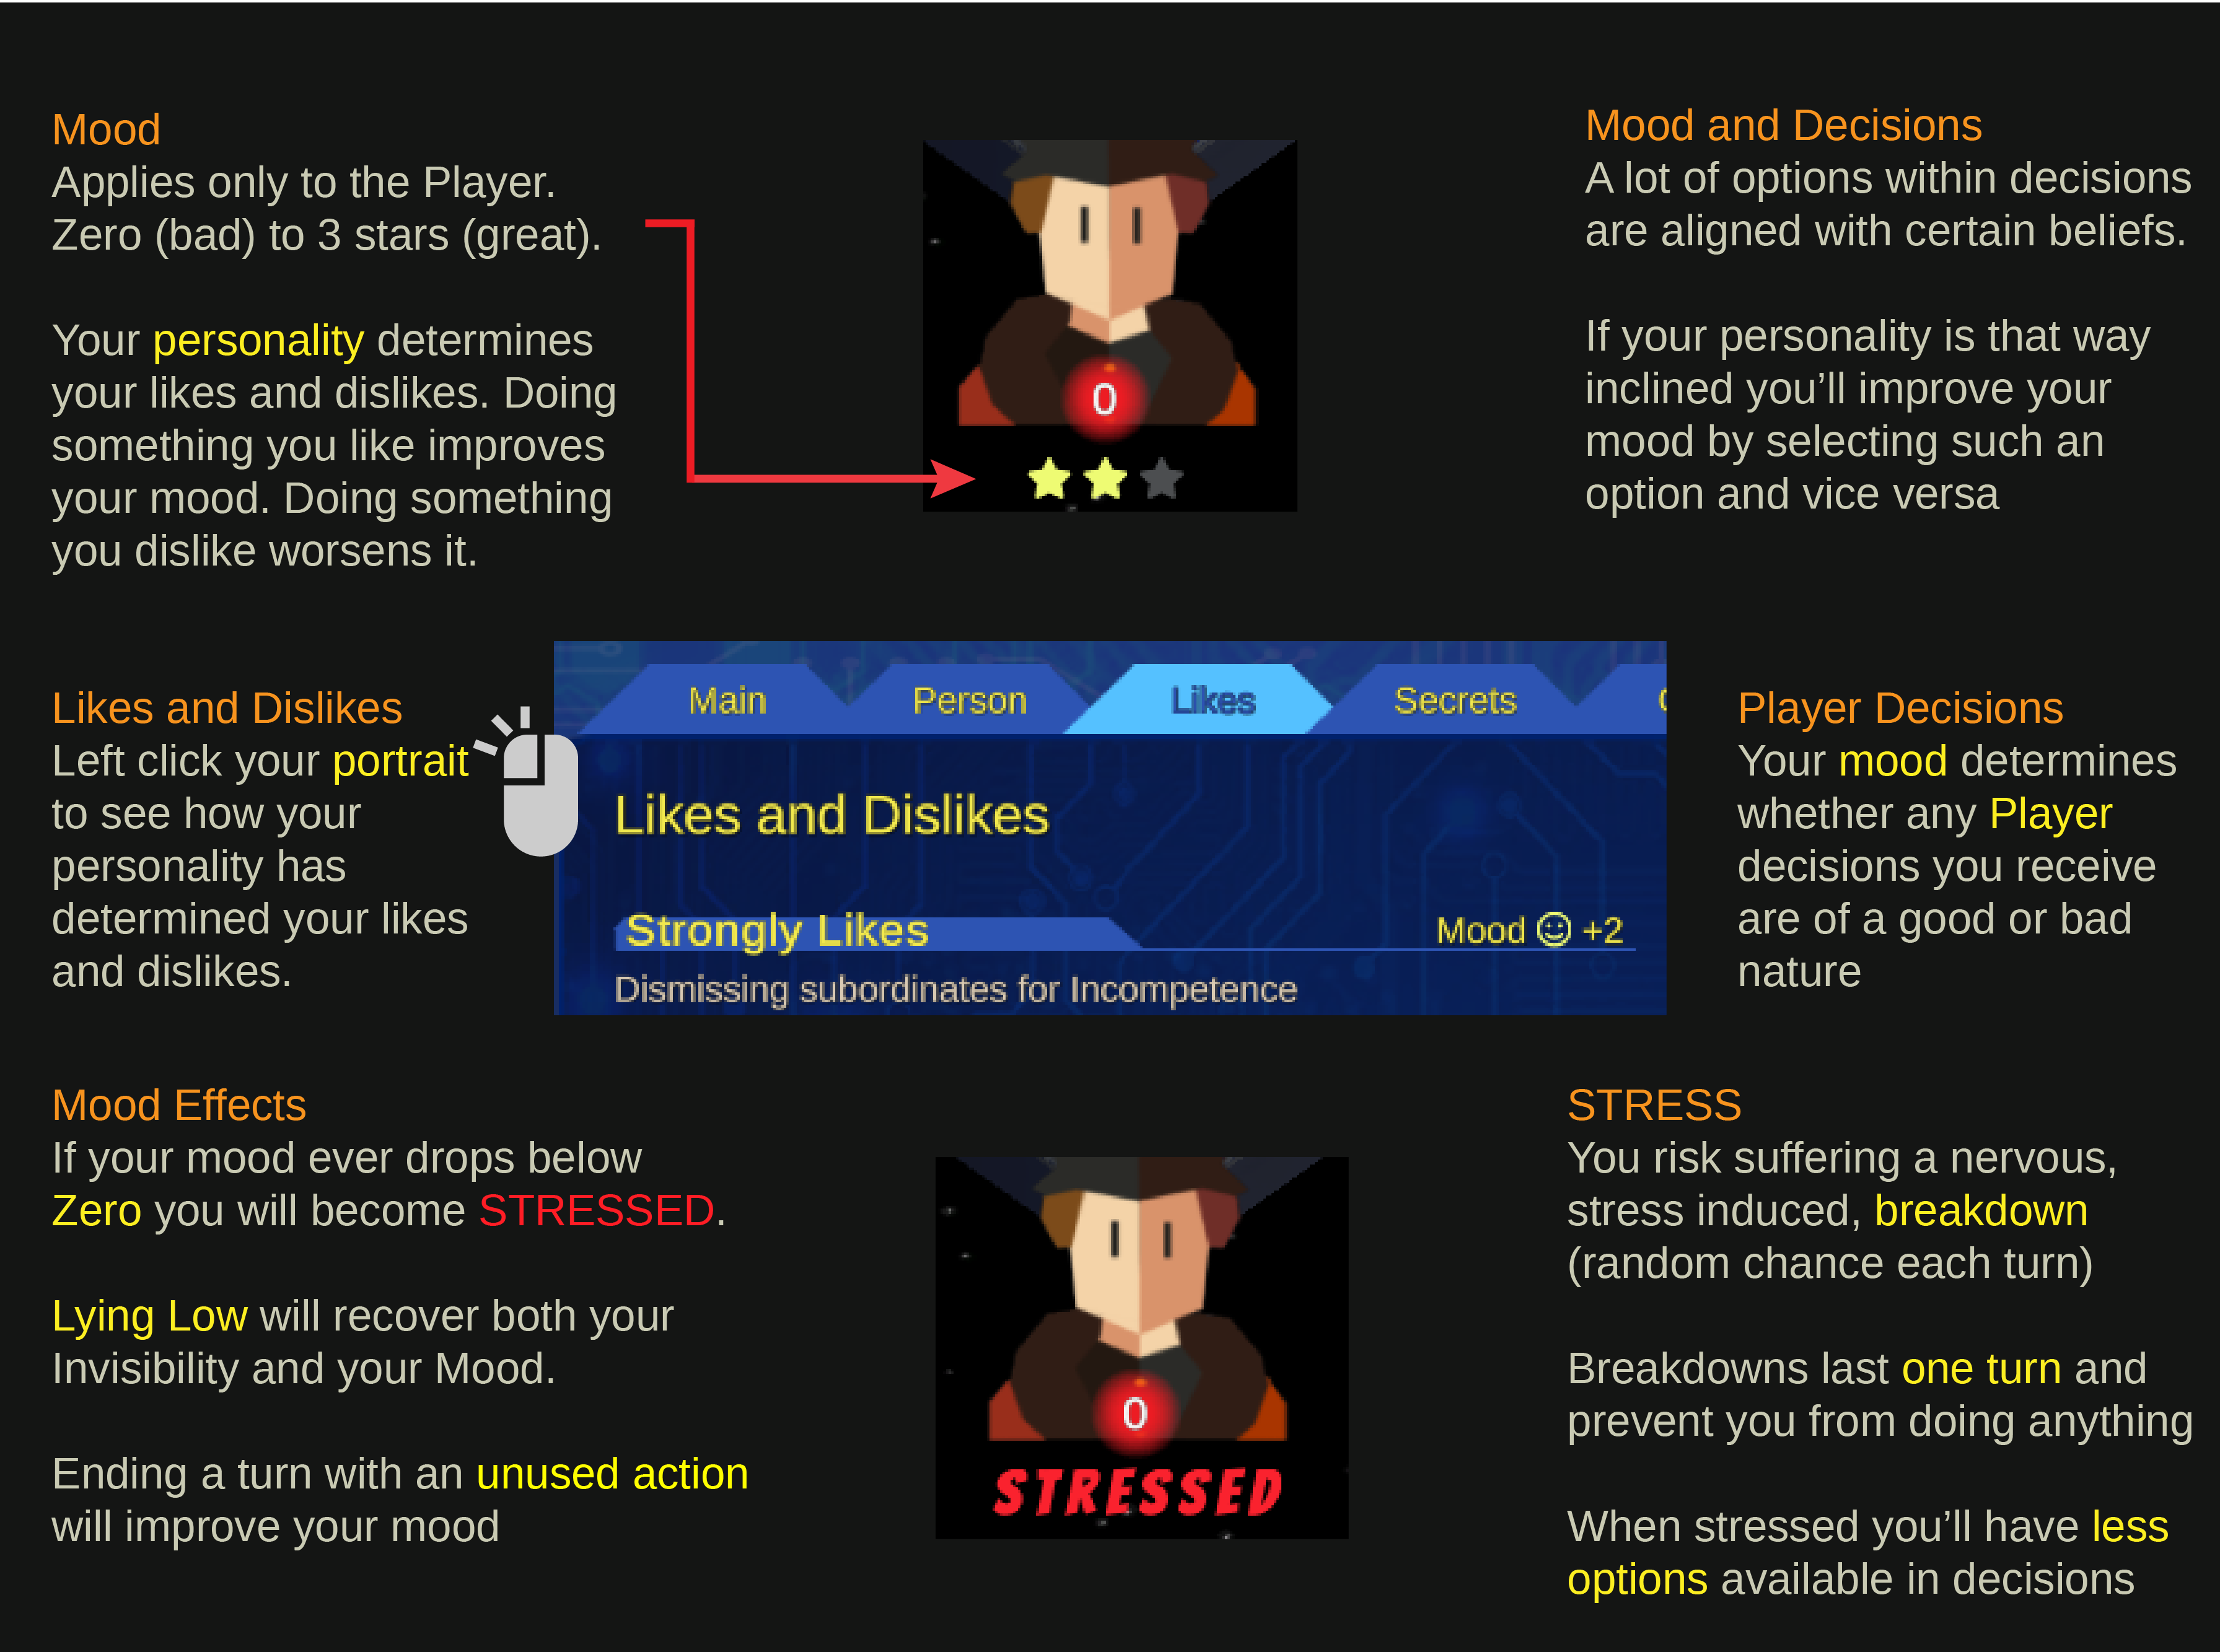 Mood
Applies only to the Player.
Zero (bad) to 3 stars (great).
Your personality determines
your likes and dislikes. Doing
something you like improves
your mood. Doing something
you dislike worsens it.
0
Mood and Decisions
A lot of options within decisions
are aligned with certain beliefs.
If your personality is that way
inclined you’ll improve your
mood by selecting such an
option and vice versa
Likes and Dislikes
Left click your portrait
to see how your
personality has
determined your likes
and dislikes.
Main Person Likes Secrets
Likes and Dislikes
Strongly Likes Mood +2
Dismissing subordinates for Incompetence
Player Decisions
Your mood determines
whether any Player
decisions you receive
are of a good or bad
nature
Mood Effects
If your mood ever drops below
Zero you will become STRESSED.
Lying Low will recover both your
Invisibility and your Mood.
Ending a turn with an unused action
will improve your mood
0
STRESSED
STRESS
You risk suffering a nervous,
stress induced, breakdown
(random chance each turn)
Breakdowns last one turn and
prevent you from doing anything
When stressed you’ll have less
options available in decisions